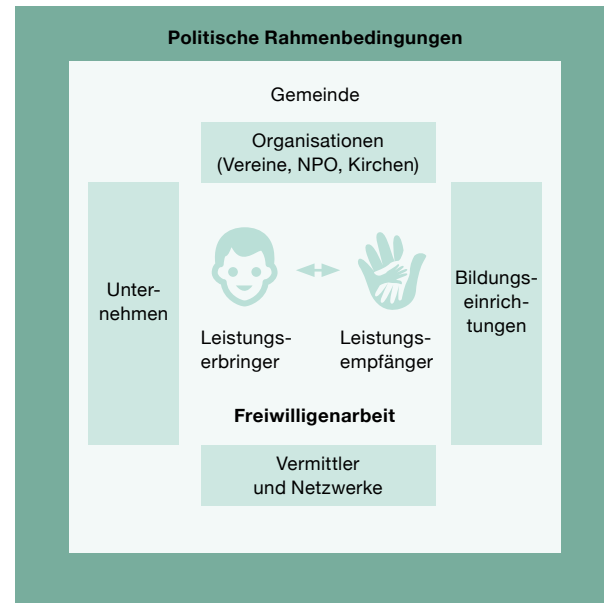 Politische Rahmenbedingungen
Gemeinde
Organisationen
(Vereine, NPO, Kirchen)
Unter-
nehmen
Bildungs-
einrich-
tungen
Leistungs-
erbringer
Leistungs-
empfänger
Freiwilligenarbeit
Vermittler
und Netzwerke